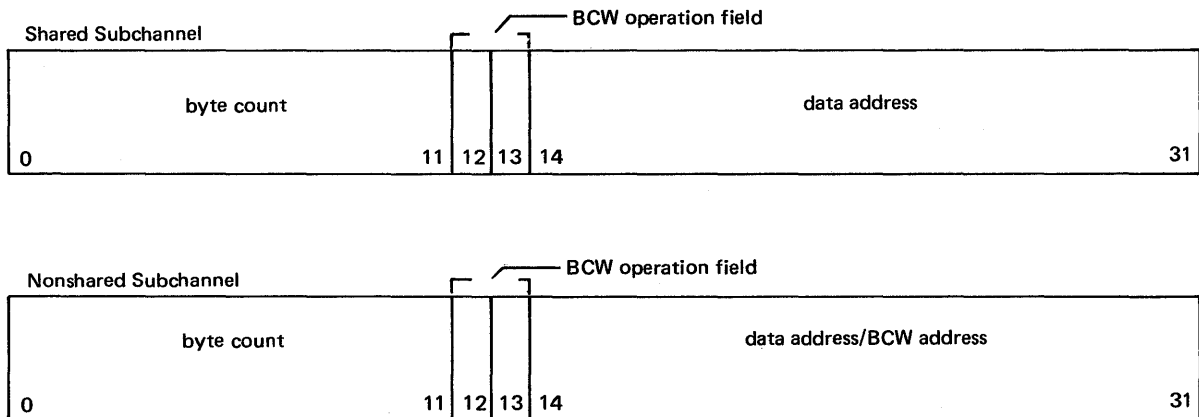 BCW operation field
Shared Subchannel
byte count
data address
0 11 12 13 14 31
BCW operation field
Nonshared Subchannel
byte count
data address/BCW address
0 11 12 13 14 31